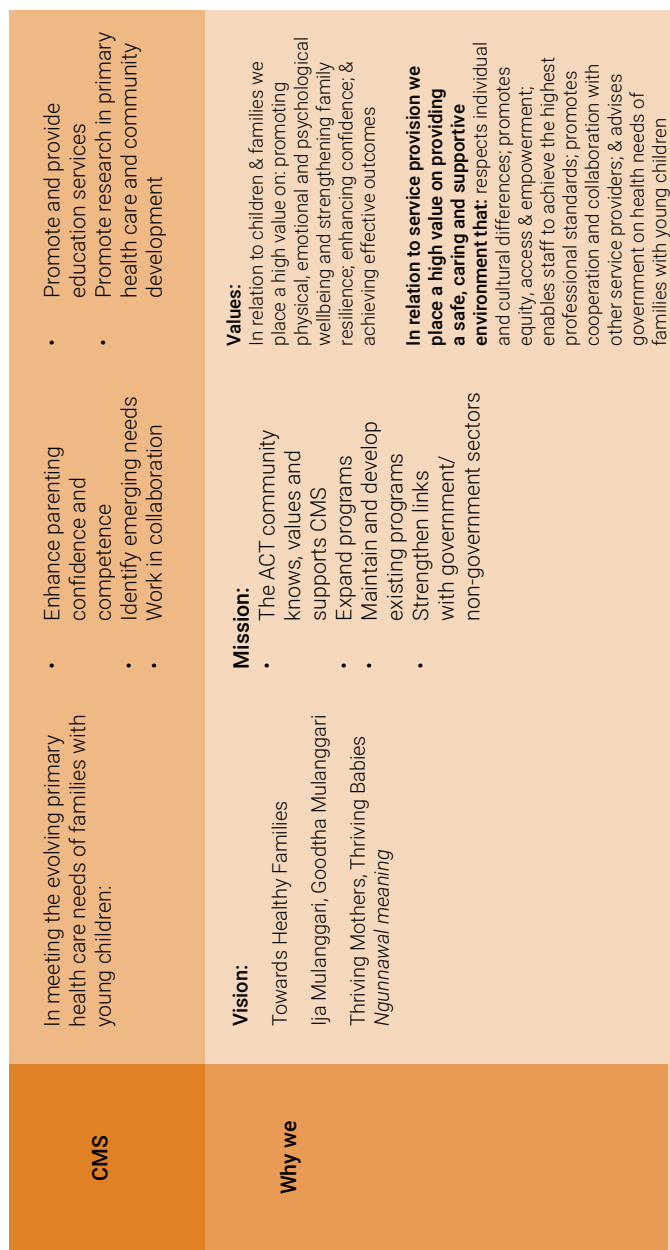 CMS
In meeting the evolving primary
health care needs of families with
young children:
• Enhance parenting
confidence and
competence
• Identify emerging needs
• Work in collaboration
• Promote and provide
education services
• Promote research in primary
health care and community
development
Why we
Vision:
Towards Healthy Families
Ija Mulanggari, Goodtha Mulanggari
Thriving Mothers, Thriving Babies
Ngunnawal meaning
Mission:
• The ACT community
knows, values and
supports CMS
• Expand programs
• Maintain and develop
existing programs
• Strengthen links
with government/
non-government sectors
Values:
In relation to children & families we
place a high value on: promoting
physical, emotional and psychological
wellbeing and strengthening family
resilience; enhancing confidence; &
achieving effective outcomes
In relation to service provision we
place a high value on providing
a safe, caring and supportive
environment that: respects individual
and cultural differences; promotes
equity, access & empowerment;
enables staff to achieve the highest
professional standards; promotes
cooperation and collaboration with
other service providers; & advises
government on health needs of
families with young children